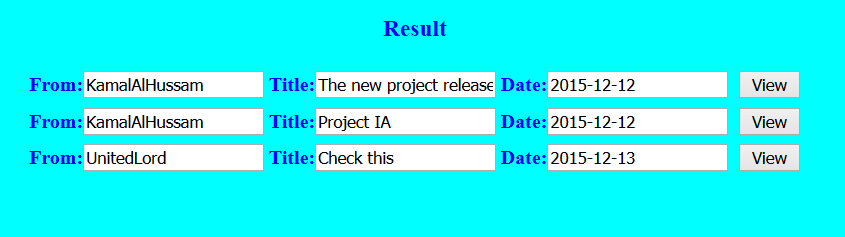 Result
From: KamalAlHussam Title: The new project release Date: 2015-12-12 View
From: KamalAlHussam Title: Project IA Date: 2015-12-12 View
From: UnitedLord Title: Check this Date: 2015-12-13 View